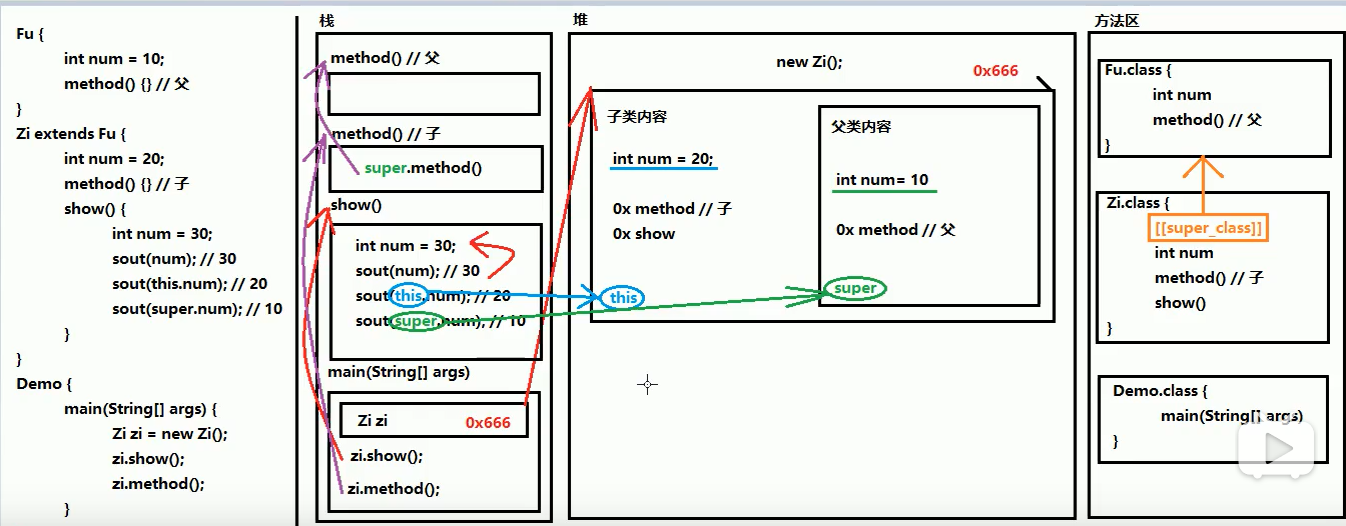 Fu {
int num = 10;
method() {} // 父
}
Zi extends Fu {
int num = 20;
method() {} // 子
show() {
int num = 30;
sout(num); // 30
sout(this.num); // 20
sout(super.num); // 10
}
}
Demo {
main(String[] args) {
Zi zi = new Zi();
zi.show();
zi.method();
}
栈
method() // 父
method() // 子
super.method()
show()
int num = 30;
sout(num); // 30
sout(this.num); // 20
sout(super.num); // 10
main(String[] args)
Zi zi 0x666
zi.show();
zi.method();
堆
new Zi();
0x666
子类内容
int num = 20;
0x method // 子
0x show
this
父类内容
int num= 10
0x method // 父
super
方法区
Fu.class {
int num
method() // 父
}
Zi.class {
[[super_class]]
int num
method() // 子
show()
}
Demo.class {
main(String[] args)
}